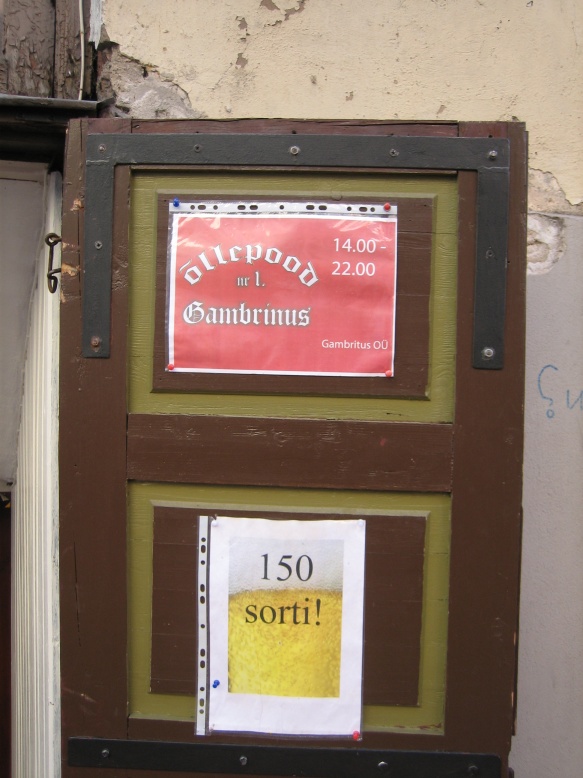 õllepood
nr 1.
Gambrinus
14.00 -
22.00
Gambritus OÜ
150
sorti!